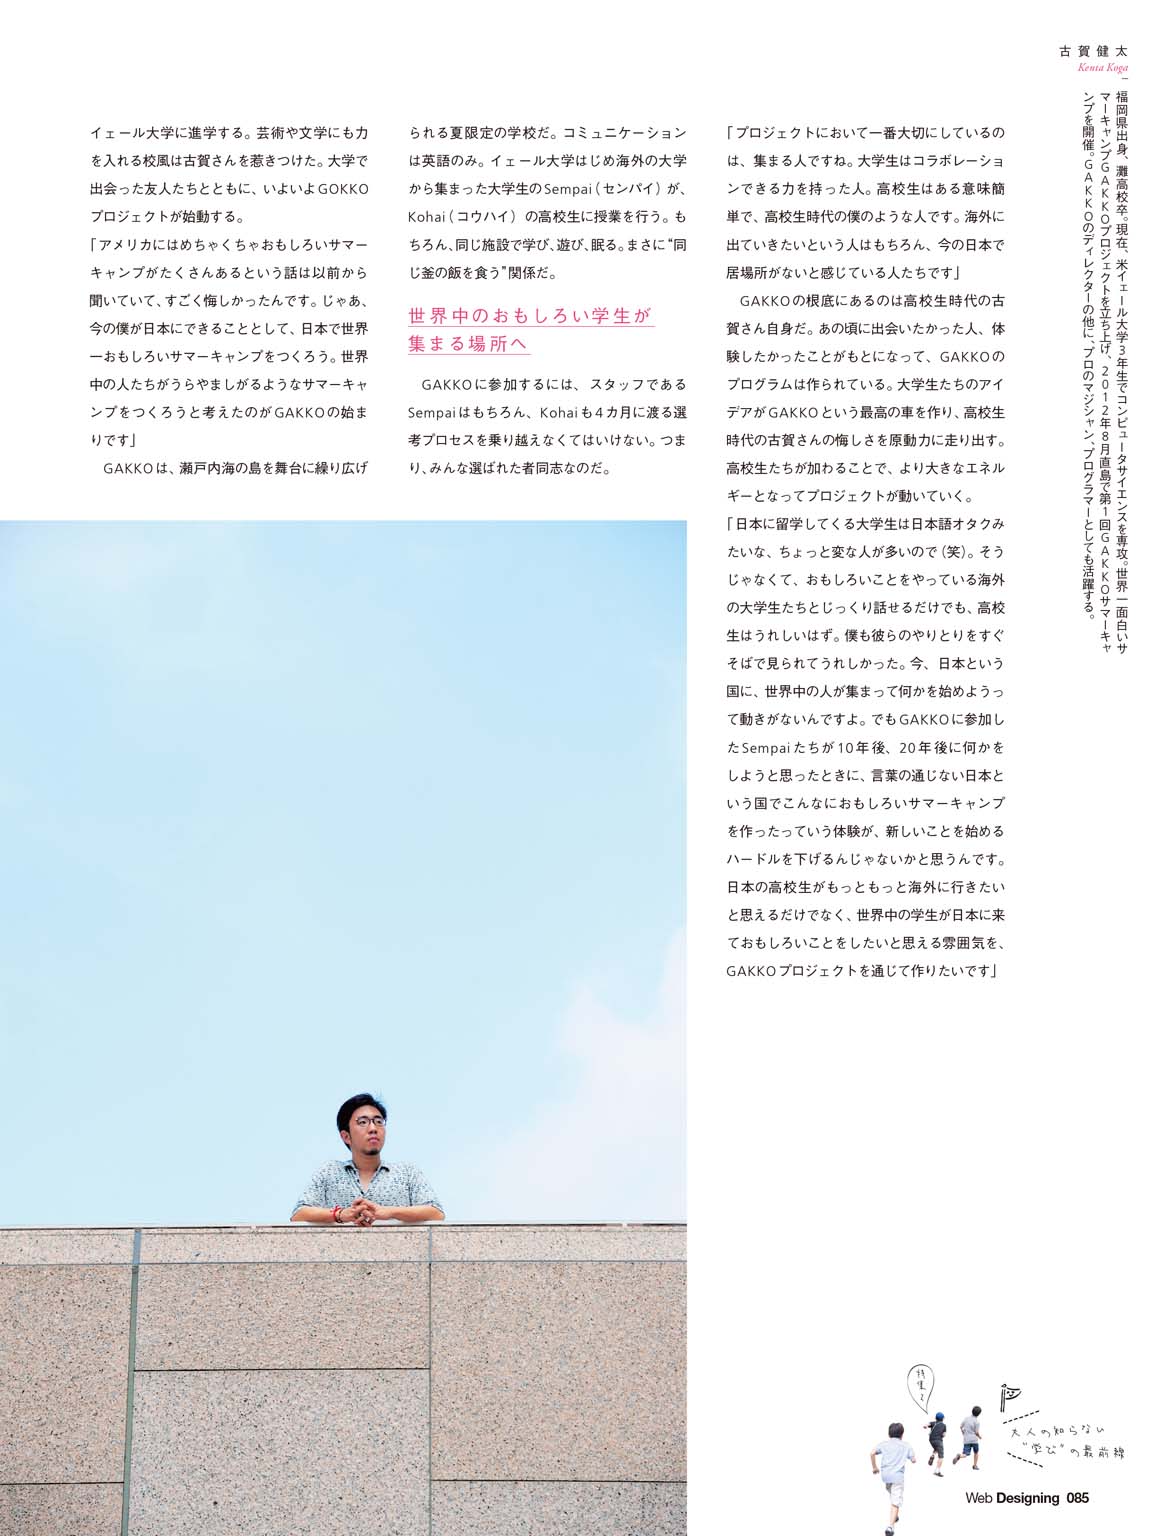 イェール大学に進学する。芸術や文学にも力
を入れる校風は古賀さんを惹きつけた。大学で
出会った友人たちとともに、いよいよGOKKO
プロジェクトが始動する。
「アメリカにはめちゃくちゃおもしろいサマー
キャンプがたくさんあるという話は以前から
聞いていて、すごく悔しかったんです。じゃあ、
今の僕が日本にできることとして、日本で世界
一おもしろいサマーキャンプをつくろう。世界
中の人たちがうらやましがるようなサマーキャ
ンプをつくろうと考えたのがGAKKOの始ま
りです」
GAKKOは、瀬戸内海の島を舞台に繰り広げ
られる夏限定の学校だ。コミュニケーション
は英語のみ。イェール大学はじめ海外の大学
から集まった大学生のSempai（センパイ）が、
Kohai（コウハイ）の高校生に授業を行う。も
ちろん、同じ施設で学び、遊び、眠る。まさに“同
じ釜の飯を食う”関係だ。
世界中のおもしろい学生が
集まる場所へ
GAKKOに参加するには、スタッフである
Sempaiはもちろん、Kohaiも4カ月に渡る選
考プロセスを乗り越えなくてはいけない。つま
り、みんな選ばれた者同志なのだ。
「プロジェクトにおいて一番大切にしているの
は、集まる人ですね。大学生はコラボレーショ
ンできる力を持った人。高校生はある意味簡
単で、高校生時代の僕のような人です。海外に
出ていきたいという人はもちろん、今の日本で
居場所がないと感じている人たちです」
GAKKOの根底にあるのは高校生時代の古
賀さん自身だ。あの頃に出会いたかった人、体
験したかったことがもとになって、GAKKOの
プログラムは作られている。大学生たちのアイ
デアがGAKKOという最高の車を作り、高校生
時代の古賀さんの悔しさを原動力に走り出す。
高校生たちが加わることで、より大きなエネル
ギーとなってプロジェクトが動いていく。
「日本に留学してくる大学生は日本語オタクみ
たいな、ちょっと変な人が多いので（笑）。そう
じゃなくて、おもしろいことをやっている海外
の大学生たちとじっくり話せるだけでも、高校
生はうれしいはず。僕も彼らのやりとりをすぐ
そばで見られてうれしかった。今、日本という
国に、世界中の人が集まって何かを始めようっ
て動きがないんですよ。でもGAKKOに参加し
たSempaiたちが10年後、20年後に何かを
しようと思ったときに、言葉の通じない日本と
いう国でこんなにおもしろいサマーキャンプ
を作ったっていう体験が、新しいことを始める
ハードルを下げるんじゃないかと思うんです。
日本の高校生がもっともっと海外に行きたい
と思えるだけでなく、世界中の学生が日本に来
ておもしろいことをしたいと思える雰囲気を、
GAKKOプロジェクトを通じて作りたいです」
古賀健太
Kenta Koga
福岡県出身、灘高校卒。現在、米イェール大学3年生でコンピュータサイエンスを専攻。世界一面白いサ
マーキャンプGAKKOプロジェクトを立ち上げ、2012年8月直島で第1回GAKKOサマーキャ
ンプを開催。GAKKOのディレクターの他に、プロのマジシャン、プログラマーとしても活躍する。
特集2
大人の知らない
“学び”の最前線
Web Designing 085